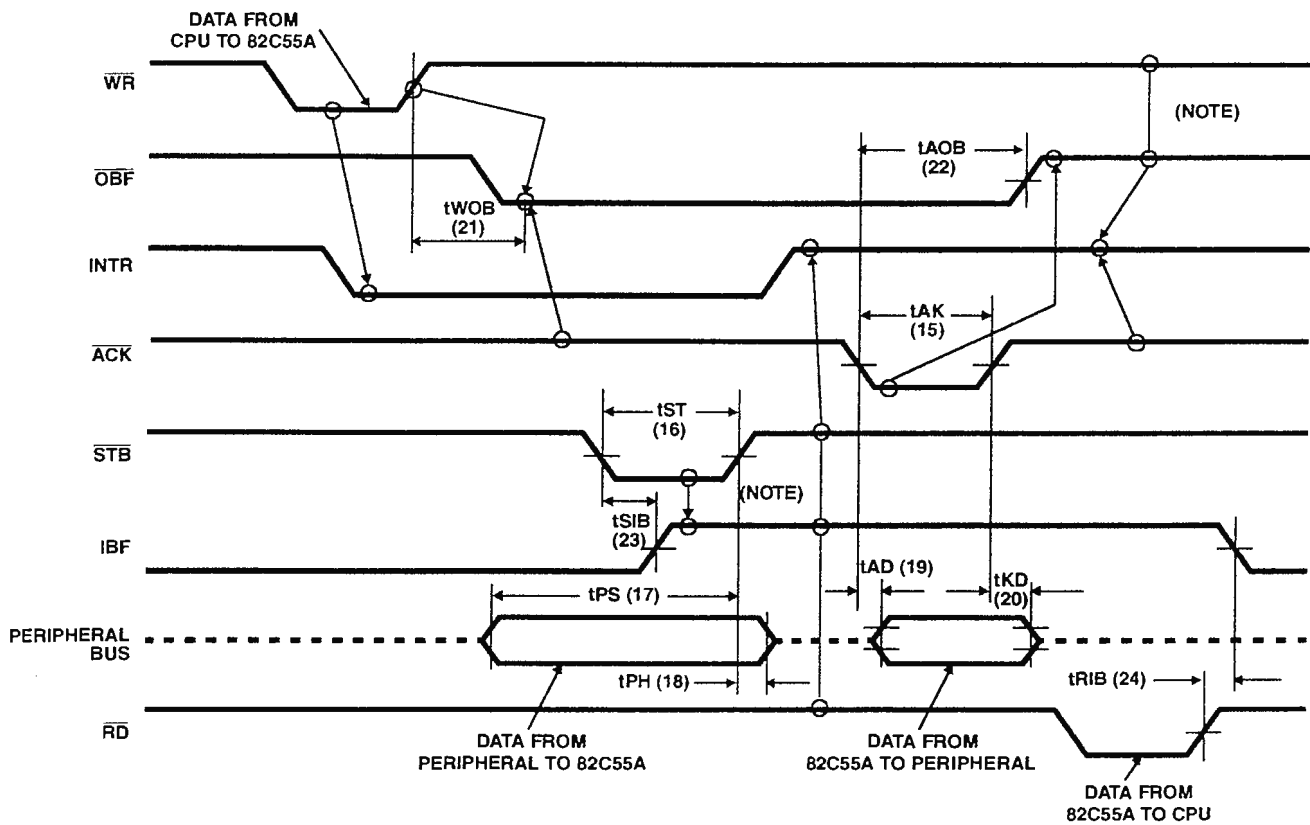 DATA FROM
CPU TO 82C55A
WR
(NOTE)
OBF
tAOB
(22)
tWOB
(21)
INTR
tAK
(15)
ACK
tST
(16)
STB
(NOTE)
tSIB
(23)
IBF
tAD (19)
tKD
(20)
tPS (17)
PERIPHERAL
BUS
tPH (18)
tRIB (24)
RD
DATA FROM
PERIPHERAL TO 82C55A
DATA FROM
82C55A TO PERIPHERAL
DATA FROM
82C55A TO CPU